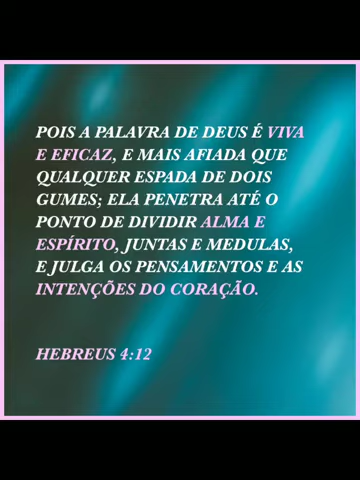 POIS A PALAVRA DE DEUS É VIVA
E EFICAZ, E MAIS AFIADA QUE
QUALQUER ESPADA DE DOIS
GUMES; ELA PENETRA ATÉ O
PONTO DE DIVIDIR ALMA E
ESPÍRITO, JUNTAS E MEDULAS,
E JULGA OS PENSAMENTOS E AS
INTENÇÕES DO CORAÇÃO.
HEBREUS 4:12